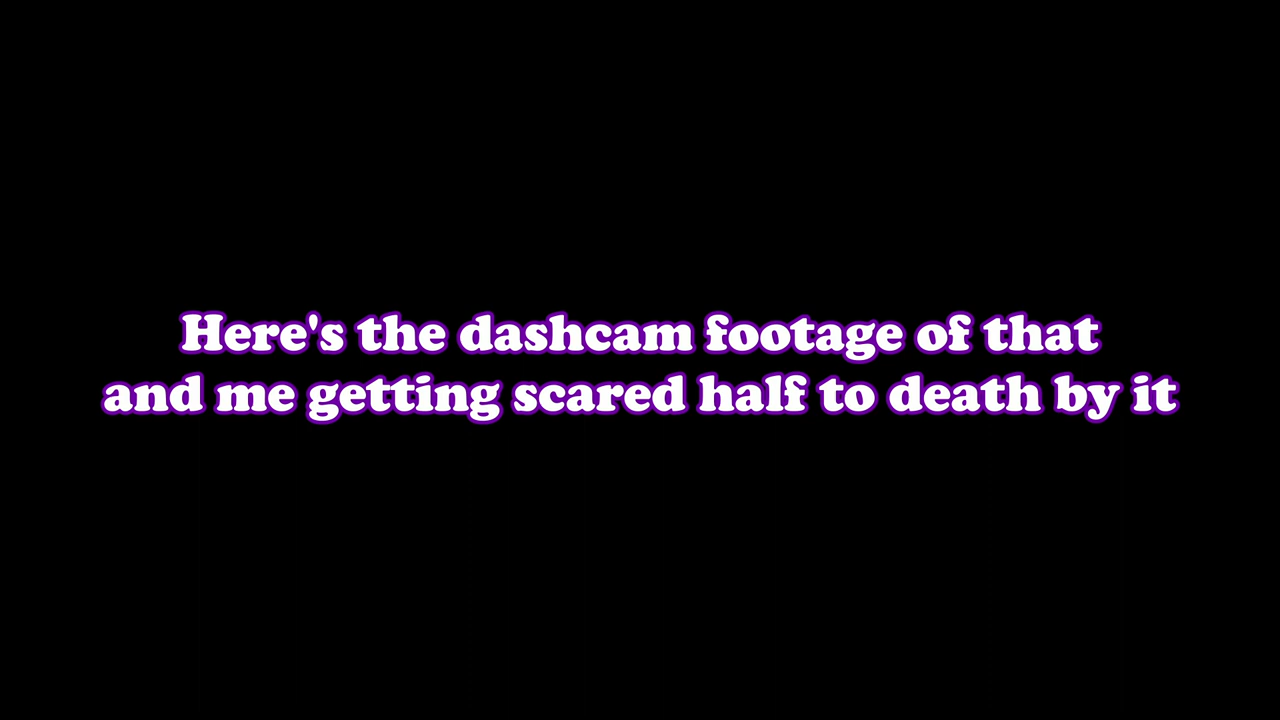 Here's the dashcam footage of that
and me getting scared half to death by it